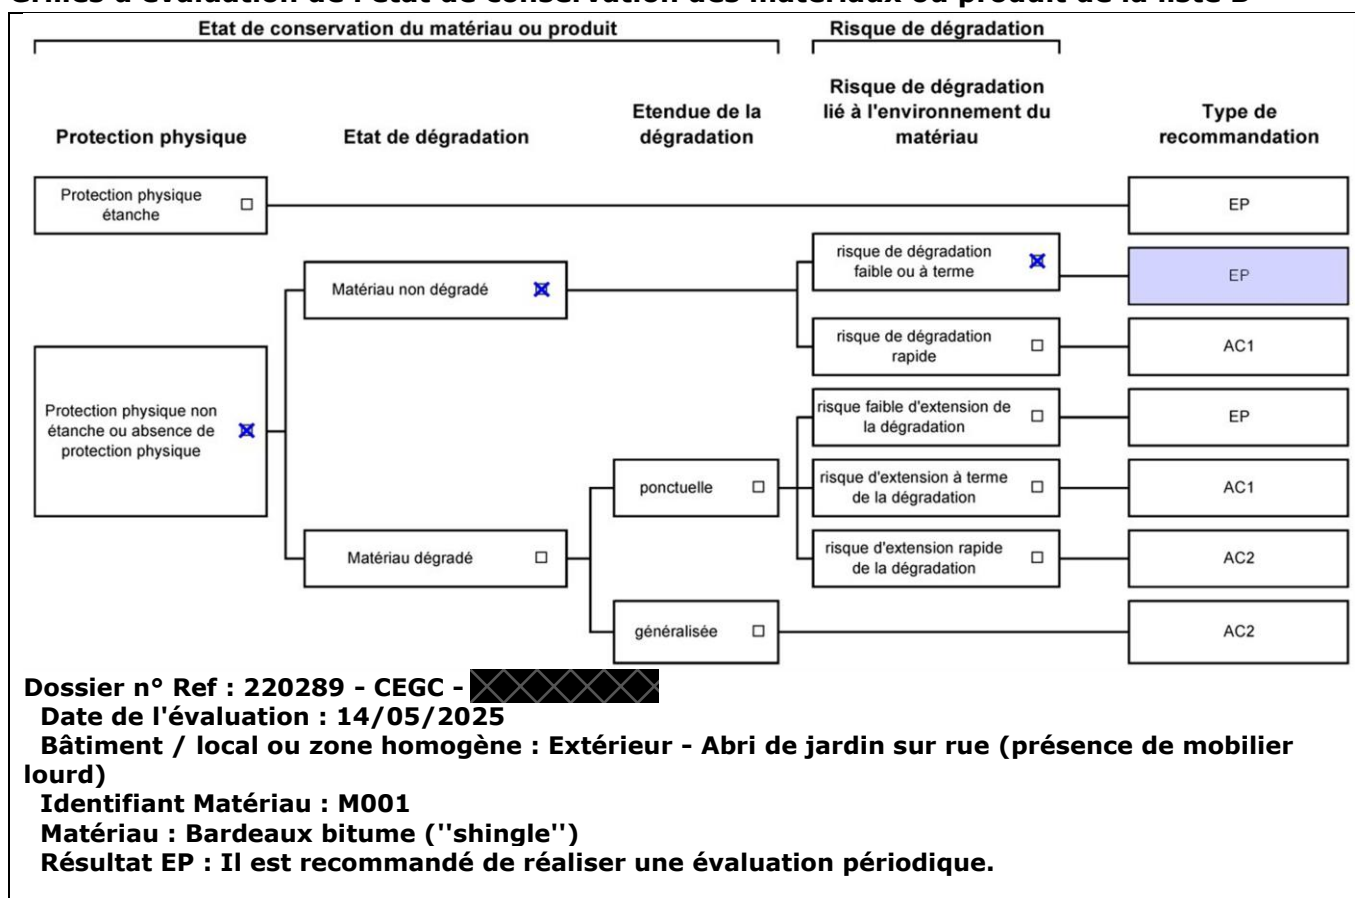 Grilles d'évaluation de l'état de conservation des matériaux ou produit de la liste B
Etat de conservation du matériau ou produit
Risque de dégradation
Protection physique
Etat de dégradation
Etendue de la
dégradation
Risque de dégradation
lié à l'environnement du
matériau
Type de
recommandation
Protection physique
étanche
EP
risque de dégradation
faible ou à terme
EP
Matériau non dégradé
risque de dégradation
rapide
AC1
Protection physique non
étanche ou absence de
protection physique
risque faible d'extension de
la dégradation
EP
ponctuelle
risque d'extension à terme
de la dégradation
AC1
Matériau dégradé
risque d'extension rapide
de la dégradation
AC2
généralisée
AC2
Dossier n° Ref : 220289 - CEGC -
Date de l'évaluation : 14/05/2025
Bâtiment / local ou zone homogène : Extérieur - Abri de jardin sur rue (présence de mobilier
lourd)
Identifiant Matériau : M001
Matériau : Bardeaux bitume (''shingle'')
Résultat EP : Il est recommandé de réaliser une évaluation périodique.